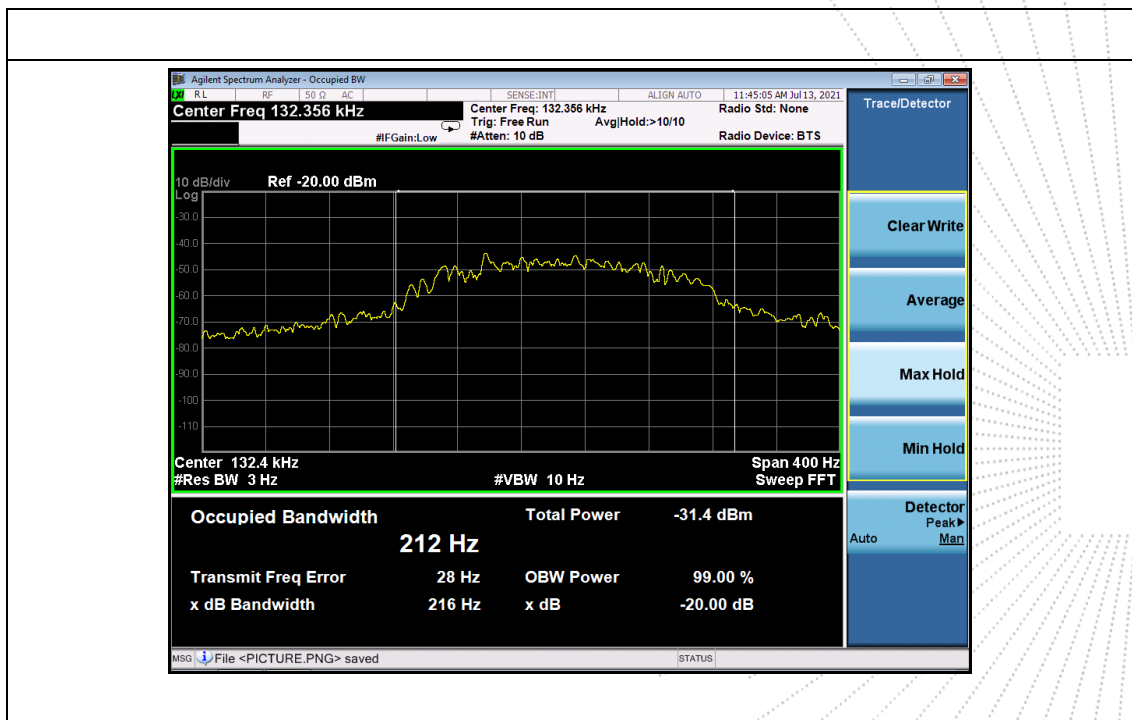 Agilent Spectrum Analyzer - Occupied BW
LXI RL RF 50 Ω AC SENSE:INT ALIGN AUTO 11:45:05 AM Jul 13, 2021
Center Freq 132.356 kHz
Center Freq: 132.356 kHz Radio Std: None
Trig: Free Run Avg|Hold:>10/10
#IFGain:Low #Atten: 10 dB Radio Device: BTS
Trace/Detector
10 dB/div Ref -20.00 dBm
Log
-30.0
-40.0
-50.0
-60.0
-70.0
-80.0
-90.0
-100
-110
Clear Write
Average
Max Hold
Min Hold
Center 132.4 kHz Span 400 Hz
#Res BW 3 Hz #VBW 10 Hz Sweep FFT
Detector
Peak▶
Auto Man
Occupied Bandwidth Total Power -31.4 dBm
212 Hz
Transmit Freq Error 28 Hz OBW Power 99.00 %
x dB Bandwidth 216 Hz x dB -20.00 dB
MSG File <PICTURE.PNG> saved STATUS